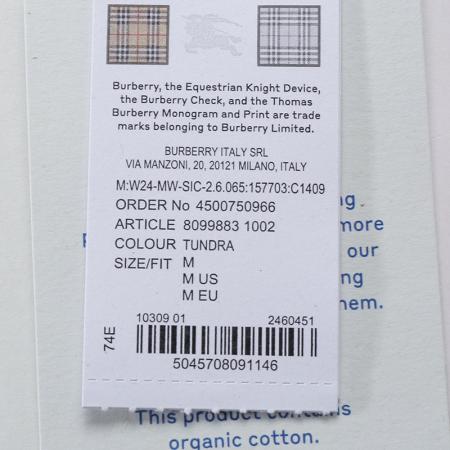 Burberry, the Equestrian Knight Device,
the Burberry Check, and the Thomas
Burberry Monogram and Print are trade
marks belonging to Burberry Limited.
BURBERRY ITALY SRL
VIA MANZONI, 20, 20121 MILANO, ITALY
M:W24-MW-SIC-2.6.065:157703:C1409
ORDER No 4500750966
ARTICLE 8099883 1002
COLOUR TUNDRA
SIZE/FIT M
M US
M EU
10309 01 2460451
74E
5045708091146
more
our
This product contains
organic cotton.